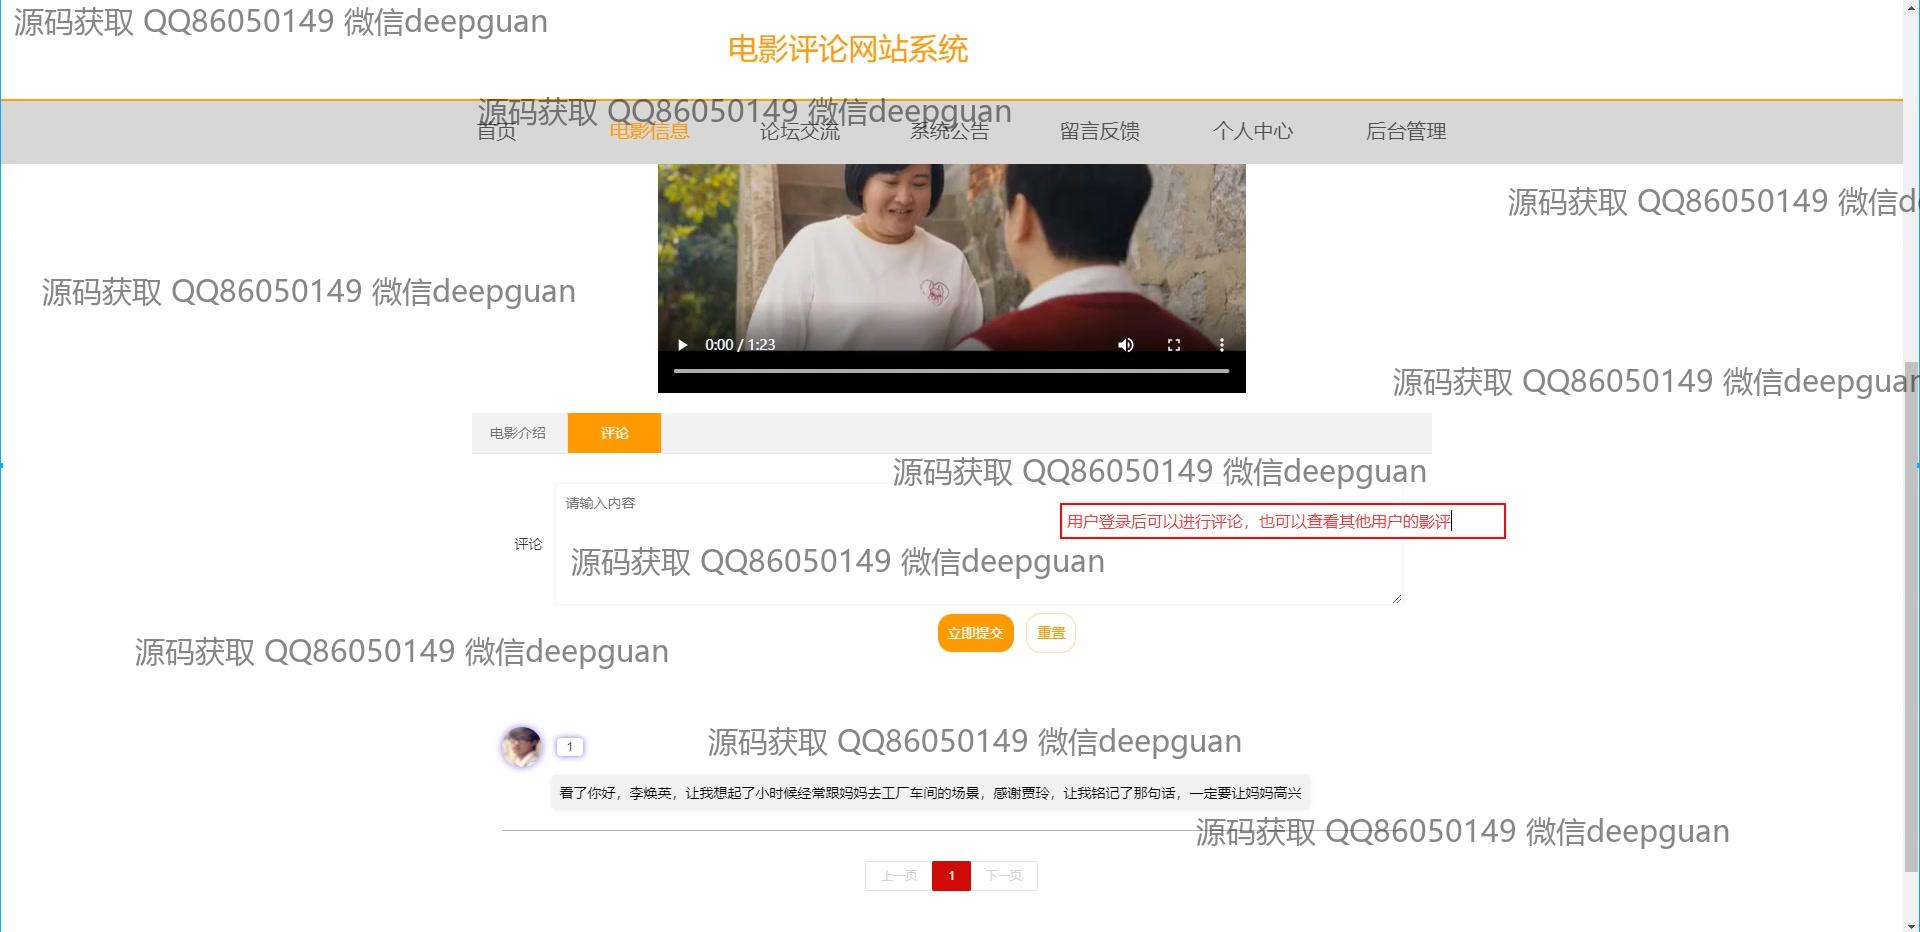 源码获取 QQ86050149 微信deepguan
电影评论网站系统
源码获取 QQ86050149 微信deepguan
首页 电影信息 论坛交流 系统公告 留言反馈 个人中心 后台管理
源码获取 QQ86050149 微信d
源码获取 QQ86050149 微信deepguan
0:00 / 1:23
源码获取 QQ86050149 微信deepguan
电影介绍 评论
源码获取 QQ86050149 微信deepguan
请输入内容
用户登录后可以进行评论，也可以查看其他用户的影评
评论
源码获取 QQ86050149 微信deepguan
立即提交 重置
源码获取 QQ86050149 微信deepguan
1
源码获取 QQ86050149 微信deepguan
看了你好，李焕英，让我想起了小时候经常跟妈妈去工厂车间的场景，感谢贾玲，让我铭记了那句话，一定要让妈妈高兴
源码获取 QQ86050149 微信deepguan
上一页 1 下一页